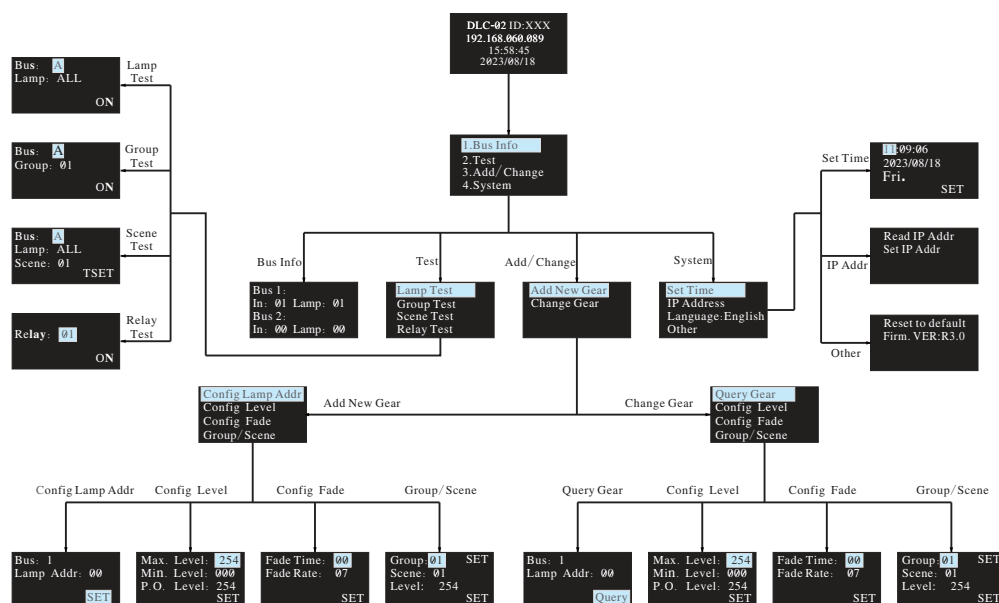 DLC-02 ID:XXX
192.168.060.089
15:58:45
2023/08/18
Bus: A
Lamp: ALL
ON
Lamp
Test
Bus: A
Group: 01
ON
Group
Test
Bus: A
Lamp: ALL
Scene: 01
TSET
Scene
Test
Relay: 01
ON
Relay
Test
1.Bus Info
2.Test
3.Add/Change
4.System
Set Time
11:09:06
2023/08/18
Fri.
SET
IP Addr
Read IP Addr
Set IP Addr
Other
Reset to default
Firm. VER:R3.0
Bus Info
Bus 1:
In: 01 Lamp: 01
Bus 2:
In: 00 Lamp: 00
Test
Lamp Test
Group Test
Scene Test
Relay Test
Add/Change
Add New Gear
Change Gear
System
Set Time
IP Address
Language:English
Other
Add New Gear
Config Lamp Addr
Config Level
Config Fade
Group/Scene
Change Gear
Query Gear
Config Level
Config Fade
Group/Scene
Config Lamp Addr
Bus: 1
Lamp Addr: 00
SET
Config Level
Max. Level: 254
Min. Level: 000
P.O. Level: 254
SET
Config Fade
Fade Time: 00
Fade Rate: 07
SET
Group/Scene
Group: 01 SET
Scene: 01
Level: 254
SET
Query Gear
Bus: 1
Lamp Addr: 00
Query
Config Level
Max. Level: 254
Min. Level: 000
P.O. Level: 254
SET
Config Fade
Fade Time: 00
Fade Rate: 07
SET
Group/Scene
Group: 01 SET
Scene: 01
Level: 254
SET